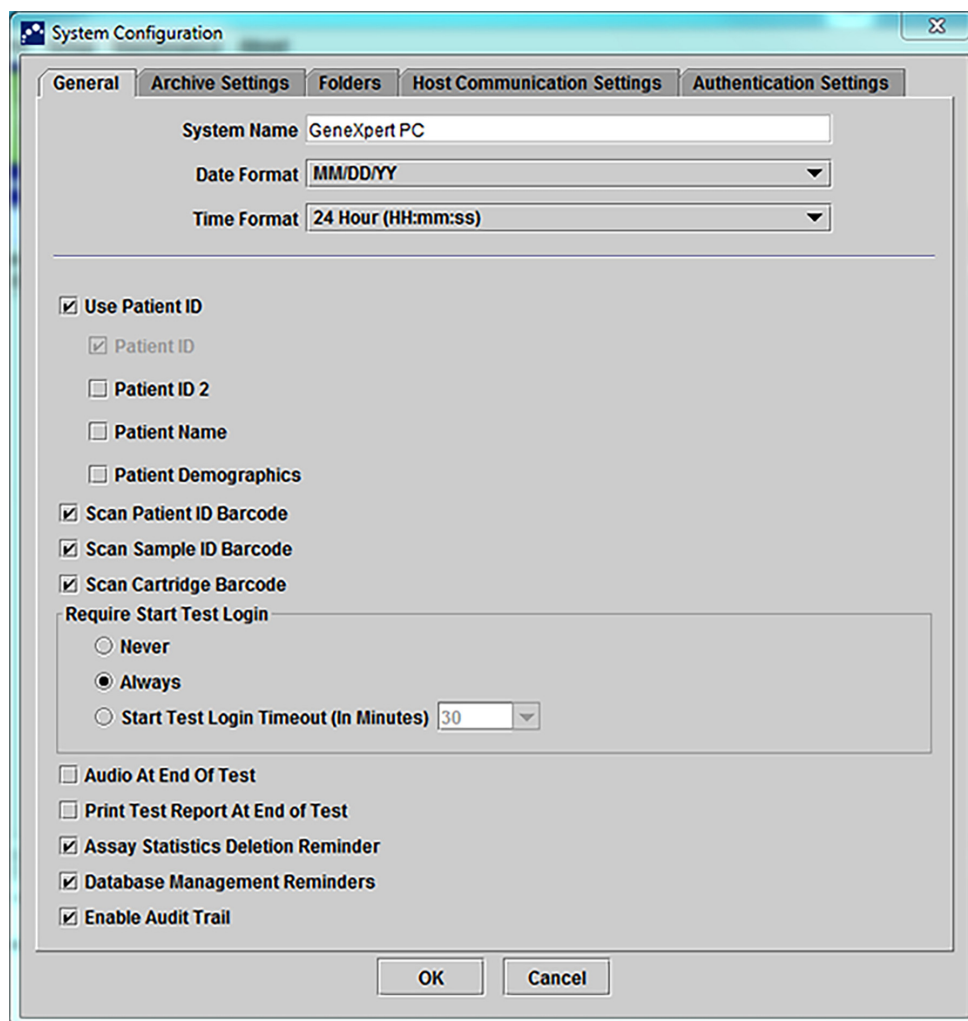 System Configuration
General Archive Settings Folders Host Communication Settings Authentication Settings
System Name GeneXpert PC
Date Format MM/DD/YY
Time Format 24 Hour (HH:mm:ss)
Use Patient ID
Patient ID
Patient ID 2
Patient Name
Patient Demographics
Scan Patient ID Barcode
Scan Sample ID Barcode
Scan Cartridge Barcode
Require Start Test Login
Never
Always
Start Test Login Timeout (In Minutes) 30
Audio At End Of Test
Print Test Report At End of Test
Assay Statistics Deletion Reminder
Database Management Reminders
Enable Audit Trail
OK Cancel